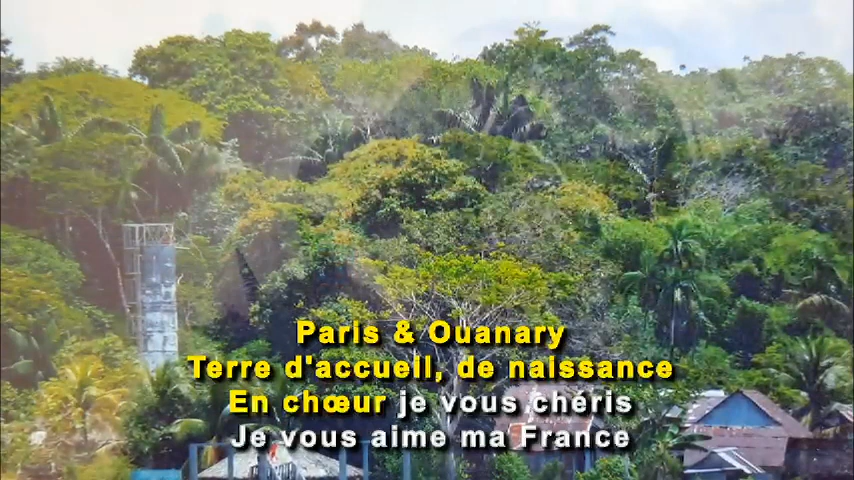 Paris & Ouanary
Terre d'accueil, de naissance
En chœur je vous chéris
Je vous aime ma France